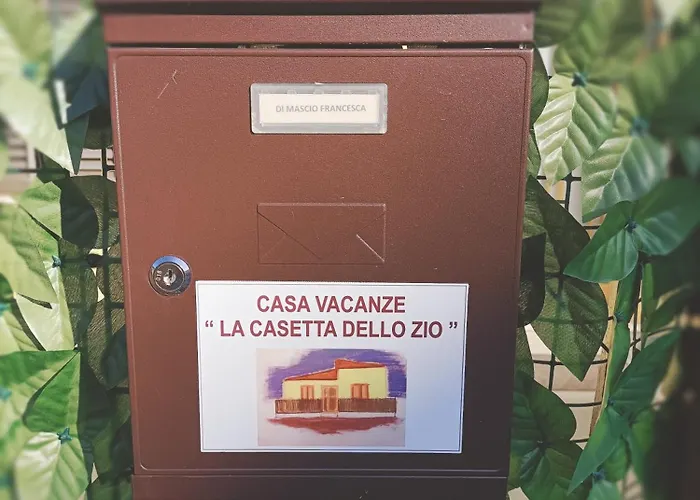 DI MASCIO FRANCESCA
CASA VACANZE
“ LA CASETTA DELLO ZIO ”